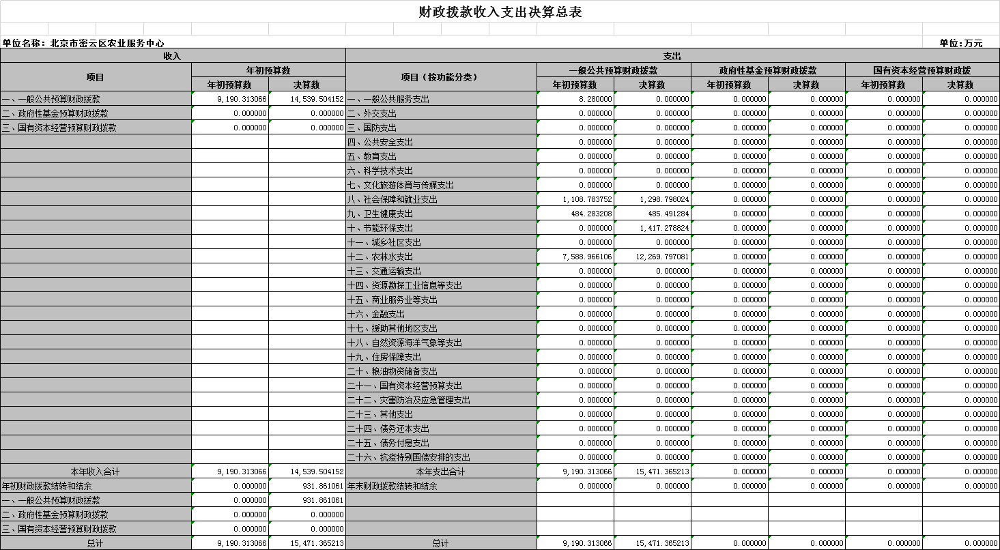 财政拨款收入支出决算总表
单位名称：北京市密云区农业服务中心 单位:万元
收入 支出
项目 年初预算数 项目（按功能分类） 一般公共预算财政拨款 政府性基金预算财政拨款 国有资本经营预算财政拨
年初预算数 决算数 年初预算数 决算数 年初预算数 决算数 年初预算数 决算数
一、一般公共预算财政拨款 9,190.313066 14,539.504152 一、一般公共服务支出 8.280000 0.000000 0.000000 0.000000 0.000000 0.000000
二、政府性基金预算财政拨款 0.000000 0.000000 二、外交支出 0.000000 0.000000 0.000000 0.000000 0.000000 0.000000
三、国有资本经营预算财政拨款 0.000000 0.000000 三、国防支出 0.000000 0.000000 0.000000 0.000000 0.000000 0.000000
四、公共安全支出 0.000000 0.000000 0.000000 0.000000 0.000000 0.000000
五、教育支出 0.000000 0.000000 0.000000 0.000000 0.000000 0.000000
六、科学技术支出 0.000000 0.000000 0.000000 0.000000 0.000000 0.000000
七、文化旅游体育与传媒支出 0.000000 0.000000 0.000000 0.000000 0.000000 0.000000
八、社会保障和就业支出 1,108.783752 1,298.798024 0.000000 0.000000 0.000000 0.000000
九、卫生健康支出 484.283208 485.491284 0.000000 0.000000 0.000000 0.000000
十、节能环保支出 0.000000 1,417.278824 0.000000 0.000000 0.000000 0.000000
十一、城乡社区支出 0.000000 0.000000 0.000000 0.000000 0.000000 0.000000
十二、农林水支出 7,588.966106 12,269.797081 0.000000 0.000000 0.000000 0.000000
十三、交通运输支出 0.000000 0.000000 0.000000 0.000000 0.000000 0.000000
十四、资源勘探工业信息等支出 0.000000 0.000000 0.000000 0.000000 0.000000 0.000000
十五、商业服务业等支出 0.000000 0.000000 0.000000 0.000000 0.000000 0.000000
十六、金融支出 0.000000 0.000000 0.000000 0.000000 0.000000 0.000000
十七、援助其他地区支出 0.000000 0.000000 0.000000 0.000000 0.000000 0.000000
十八、自然资源海洋气象等支出 0.000000 0.000000 0.000000 0.000000 0.000000 0.000000
十九、住房保障支出 0.000000 0.000000 0.000000 0.000000 0.000000 0.000000
二十、粮油物资储备支出 0.000000 0.000000 0.000000 0.000000 0.000000 0.000000
二十一、国有资本经营预算支出 0.000000 0.000000 0.000000 0.000000 0.000000 0.000000
二十二、灾害防治及应急管理支出 0.000000 0.000000 0.000000 0.000000 0.000000 0.000000
二十三、其他支出 0.000000 0.000000 0.000000 0.000000 0.000000 0.000000
二十四、债务还本支出 0.000000 0.000000 0.000000 0.000000 0.000000 0.000000
二十五、债务付息支出 0.000000 0.000000 0.000000 0.000000 0.000000 0.000000
二十六、抗疫特别国债安排的支出 0.000000 0.000000 0.000000 0.000000 0.000000 0.000000
本年收入合计 9,190.313066 14,539.504152 本年支出合计 9,190.313066 15,471.365213 0.000000 0.000000 0.000000 0.000000
年初财政拨款结转和结余 0.000000 931.861061 年末财政拨款结转和结余 0.000000 0.000000 0.000000 0.000000 0.000000 0.000000
一、一般公共预算财政拨款 0.000000 931.861061
二、政府性基金预算财政拨款 0.000000 0.000000
三、国有资本经营预算财政拨款 0.000000 0.000000
总计 9,190.313066 15,471.365213 总计 9,190.313066 15,471.365213 0.000000 0.000000 0.000000 0.000000